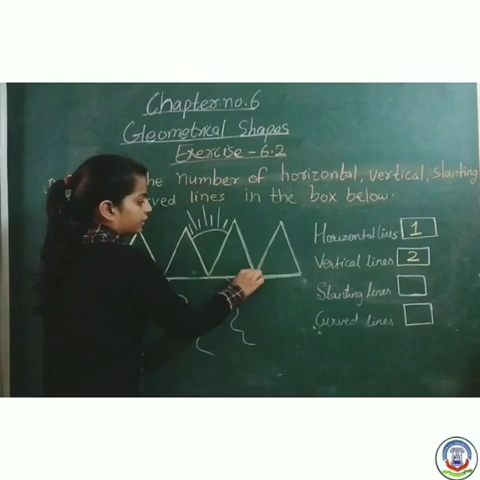 Chapter no. 6
Geometrical Shapes
Exercise - 6.2
the number of horizontal, vertical, slanting
lines in the box below:
Horizontal lines 1
Vertical lines 2
Slanting lines
Curved lines